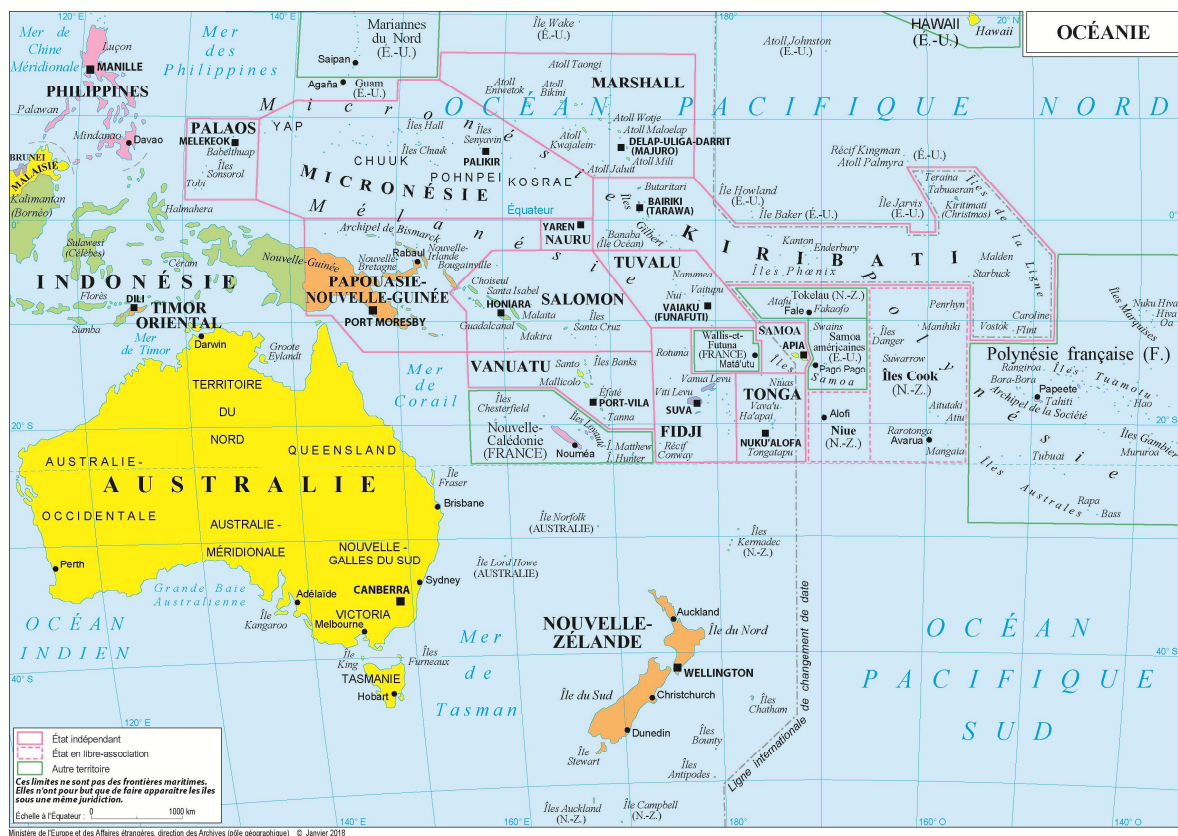 OCÉANIE
140° E
160° E
180°
160° O
20° N
HAWAII
(É.-U.)
Hawaii
Mer de
Chine
Méridionale
Luçon
MANILLE
PHILIPPINES
Palawan
Mindanao
Davao
Mer
des
Philippines
Mariannes
du Nord
(É.-U.)
Saipan
Agaña
Guam
(É.-U.)
Île Wake
(É.-U.)
Atoll Johnston
(É.-U.)
OCÉAN PACIFIQUE NORD
Micronésie
Atoll Taongi
Atoll
Eniwetok
Atoll
Bikini
MARSHALL
Atoll Wotje
Atoll Maloelap
Atoll
Kwajalein
DELAP-ULIGA-DARRIT
(MAJURO)
Atoll Mili
Atoll Jaluit
PALAOS
MELEKEOK
Babelthuap
Îles
Sonsorol
Tobi
YAP
Îles Hall
Îles
Senyavin
CHUUK
Îles Chuuk
PALIKIR
POHNPEI
KOSRAE
MICRONÉSIE
BRUNEI
MALAISIE
Kalimantan
(Bornéo)
Halmahera
Sulawesi
(Célèbes)
Céram
INDONÉSIE
Florès
DILI
TIMOR
ORIENTAL
Sumba
Mer
de Timor
Mélanésie
Équateur
0°
0°
Archipel de Bismarck
Nouvelle-Guinée
Nouvelle-
Bretagne
Rabaul
Nouvelle-
Irlande
Bougainville
PAPOUASIE-
NOUVELLE-GUINÉE
PORT MORESBY
YAREN
NAURU
Butaritari
BAIRIKI
(TARAWA)
Îles Gilbert
Banaba
(Île Océan)
Île Howland
(É.-U.)
Île Baker (É.-U.)
Récif Kingman
Atoll Palmyra
(É.-U.)
Île Jarvis
(É.-U.)
Teraina
Tabuaeran
Kiritimati
(Christmas)
Îles de la Ligne
KIRIBATI
Kanton
Enderbury
Îles Phœnix
Malden
Starbuck
Caroline
Vostok
Flint
Polynésie
Choiseul
Santa Isabel
HONIARA
Malaita
Guadalcanal
Makira
SALOMON
Îles
Santa Cruz
TUVALU
Nanumea
Nui
Vaitupu
VAIAKU
(FUNAFUTI)
Tokelau (N.-Z.)
Atafu
Fakaofo
Fale
Wallis-et-
Futuna
(FRANCE)
Matā'utu
Rotuma
SAMOA
APIA
Îles Samoa
Swains
Samoa
américaines
(É.-U.)
Pago Pago
Penrhyn
Manihiki
Île
Danger
Suwarrow
Îles Cook
(N.-Z.)
Aitutaki
Atiu
Rarotonga
Avarua
Mangaia
Îles Marquises
Nuku Hiva
Hiva Oa
Polynésie française (F.)
Rangiroa
Bora-Bora
Îles Tuamotu
Papeete
Tahiti
Archipel de la Société
Hao
Îles Gambier
Mururoa
Tubuai
Îles Australes
Rapa
Bass
VANUATU
Santo
Îles Banks
Mallicolo
Éfaté
PORT-VILA
Tanna
Vanua Levu
Viti Levu
SUVA
FIDJI
Récif
Conway
Niuas
TONGA
Vava'u
Ha'apai
NUKU'ALOFA
Tongatapu
Alofi
Niue
(N.-Z.)
Mer
de
Corail
Îles
Chesterfield
Nouvelle-
Calédonie
(FRANCE)
Îles Loyauté
Nouméa
Î. Matthew
Î. Hunter
20° S
20° S
Darwin
Groote
Eylandt
TERRITOIRE
DU
NORD
QUEENSLAND
AUSTRALIE-
OCCIDENTALE
AUSTRALIE
Île
Fraser
Brisbane
AUSTRALIE -
MÉRIDIONALE
NOUVELLE -
GALLES DU SUD
Perth
Sydney
CANBERRA
Adélaïde
Grande Baie
Australienne
Île
Kangaroo
VICTORIA
Melbourne
Île
King
Îles
Furneaux
TASMANIE
Hobart
Île Norfolk
(AUSTRALIE)
Île Lord Howe
(AUSTRALIE)
Îles
Kermadec
(N.-Z.)
OCÉAN
INDIEN
Mer
de
Tasman
NOUVELLE-
ZÉLANDE
Auckland
Île du Nord
WELLINGTON
Île du Sud
Christchurch
Dunedin
Île
Stewart
Îles
Chatham
Îles
Bounty
Îles
Antipodes
Îles Auckland
(N.-Z.)
Île Campbell
(N.-Z.)
Ligne internationale de changement de date
OCÉAN
PACIFIQUE
SUD
40° S
40° S
120° E
140° E
160° E
180°
160° O
140° O
État indépendant
État en libre-association
Autre territoire
Ces limites ne sont pas des frontières maritimes.
Elles n'ont pour but que de faire apparaître les îles
sous une même juridiction.
Échelle à l'Équateur : 0 1000 km
Ministère de l'Europe et des Affaires étrangères, direction des Archives (pôle géographique) © Janvier 2018